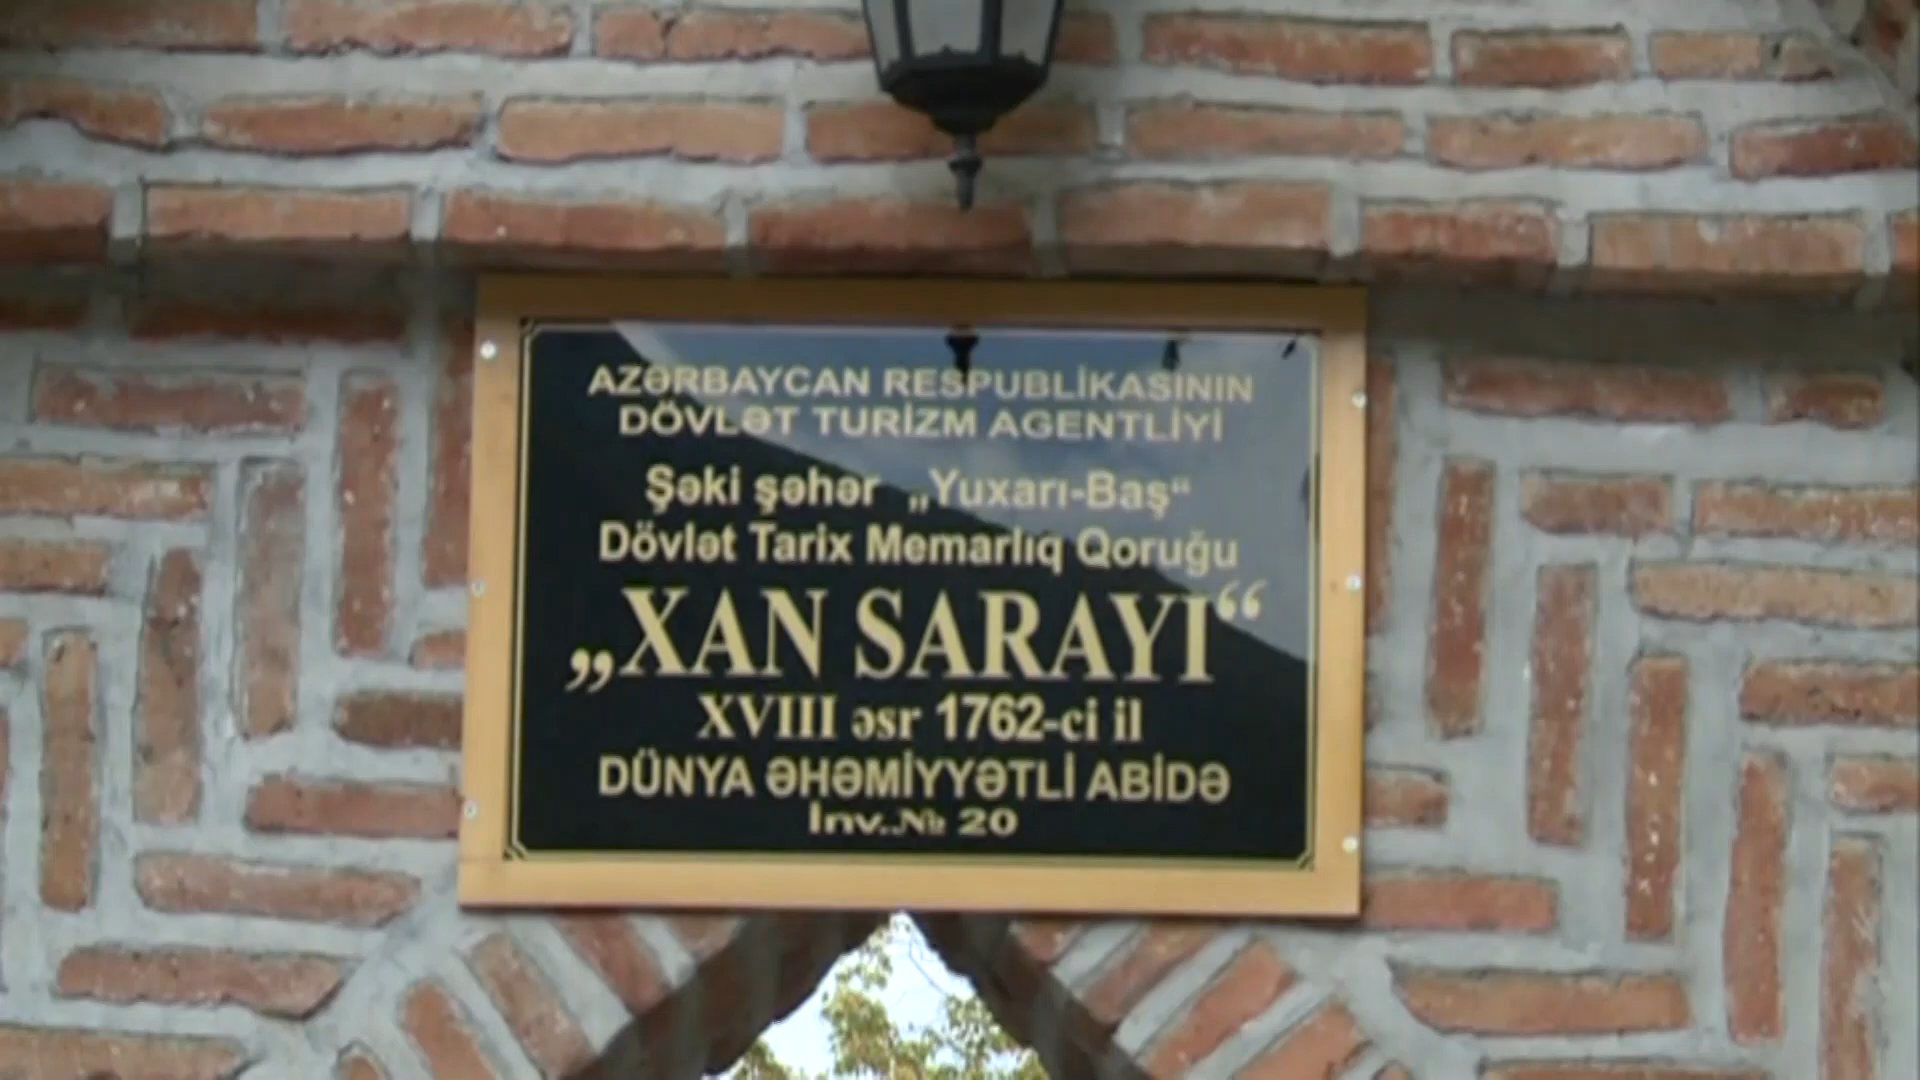 AZƏRBAYCAN RESPUBLİKASININ
DÖVLƏT TURİZM AGENTLİYİ
Şəki şəhər „Yuxarı-Baş“
Dövlət Tarix Memarlıq Qoruğu
„XAN SARAYI“
XVIII əsr 1762-ci il
DÜNYA ƏHƏMİYYƏTLİ ABİDƏ
İnv..№ 20